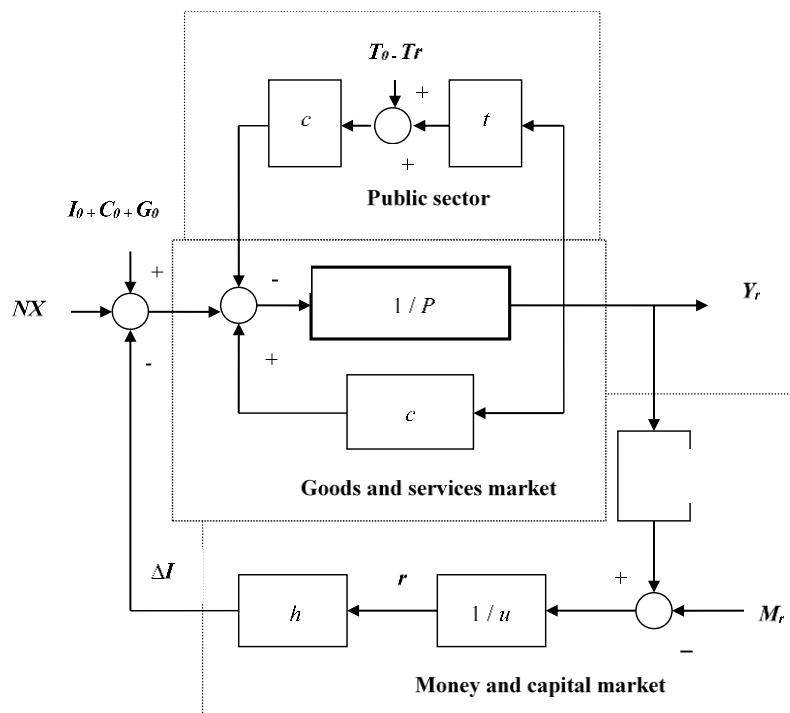 T₀ - Tr
+
c
t
+
Public sector
I₀ + C₀ + G₀
+
-
NX
1 / P
Yᵣ
-
+
c
Goods and services market
ΔI
r
+
h
1 / u
Mᵣ
–
Money and capital market